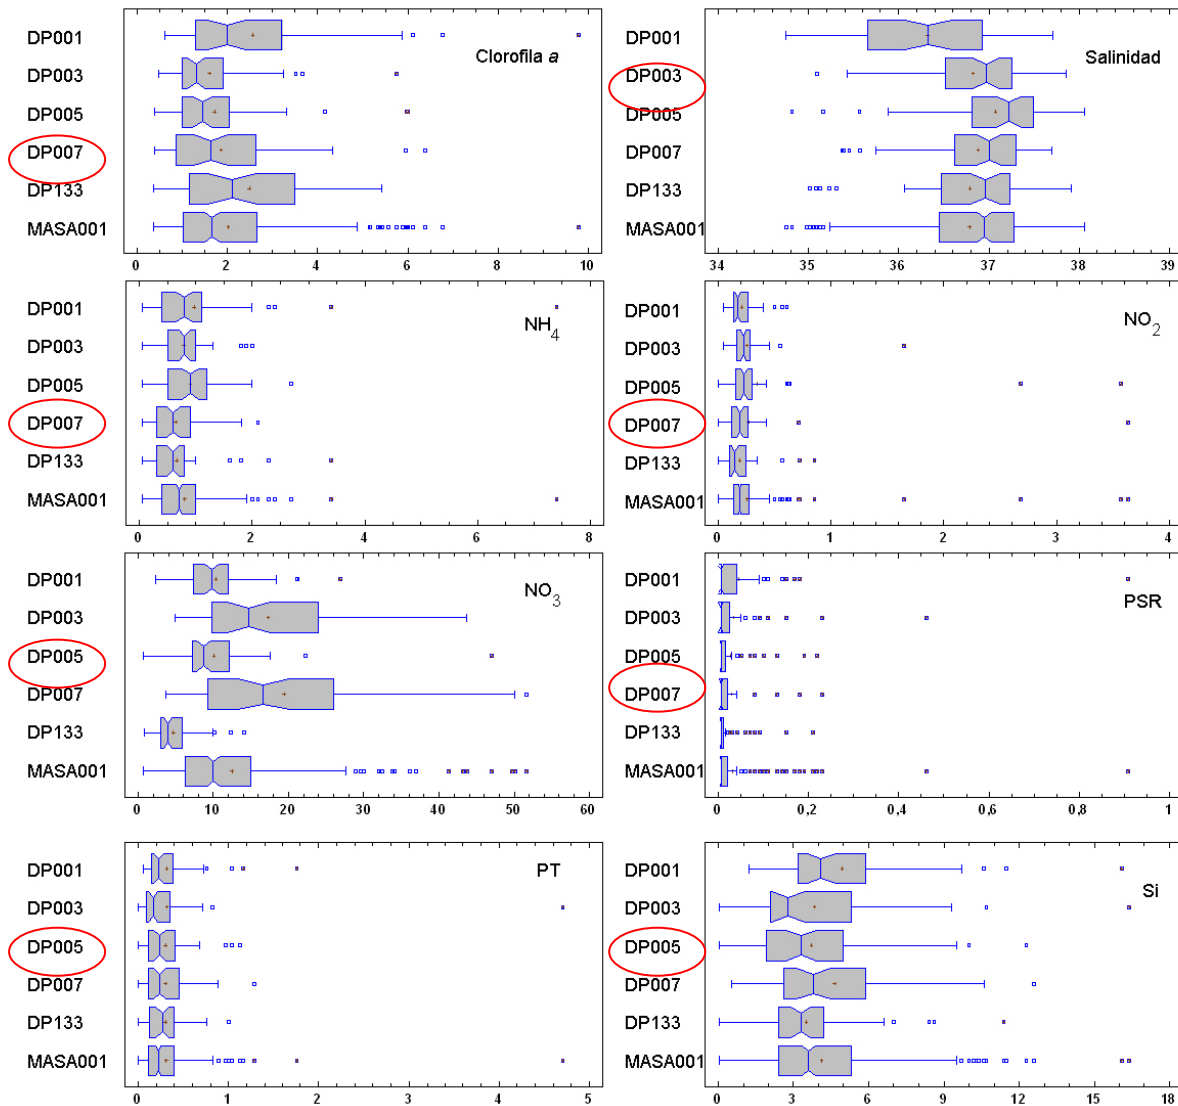 DP001
DP003
DP005
DP007
DP133
MASA001
Clorofila a
0 2 4 6 8 10
DP001
DP003
DP005
DP007
DP133
MASA001
Salinidad
34 35 36 37 38 39
DP001
DP003
DP005
DP007
DP133
MASA001
NH4
0 2 4 6 8
DP001
DP003
DP005
DP007
DP133
MASA001
NO2
0 1 2 3 4
DP001
DP003
DP005
DP007
DP133
MASA001
NO3
0 10 20 30 40 50 60
DP001
DP003
DP005
DP007
DP133
MASA001
PSR
0 0,2 0,4 0,6 0,8 1
DP001
DP003
DP005
DP007
DP133
MASA001
PT
0 1 2 3 4 5
DP001
DP003
DP005
DP007
DP133
MASA001
Si
0 3 6 9 12 15 18